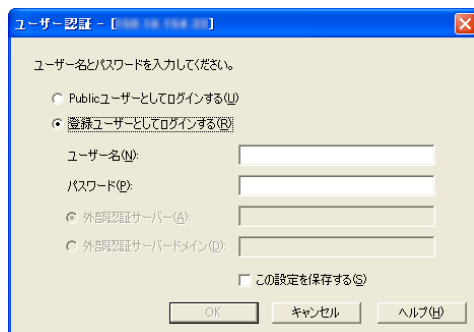 ユーザー認証 - [
ユーザー名とパスワードを入力してください。
Publicユーザーとしてログインする(U)
登録ユーザーとしてログインする(R)
ユーザー名(N):
パスワード(P):
外部認証サーバー(A):
外部認証サーバードメイン(D):
この設定を保存する(S)
OK キャンセル ヘルプ(H)